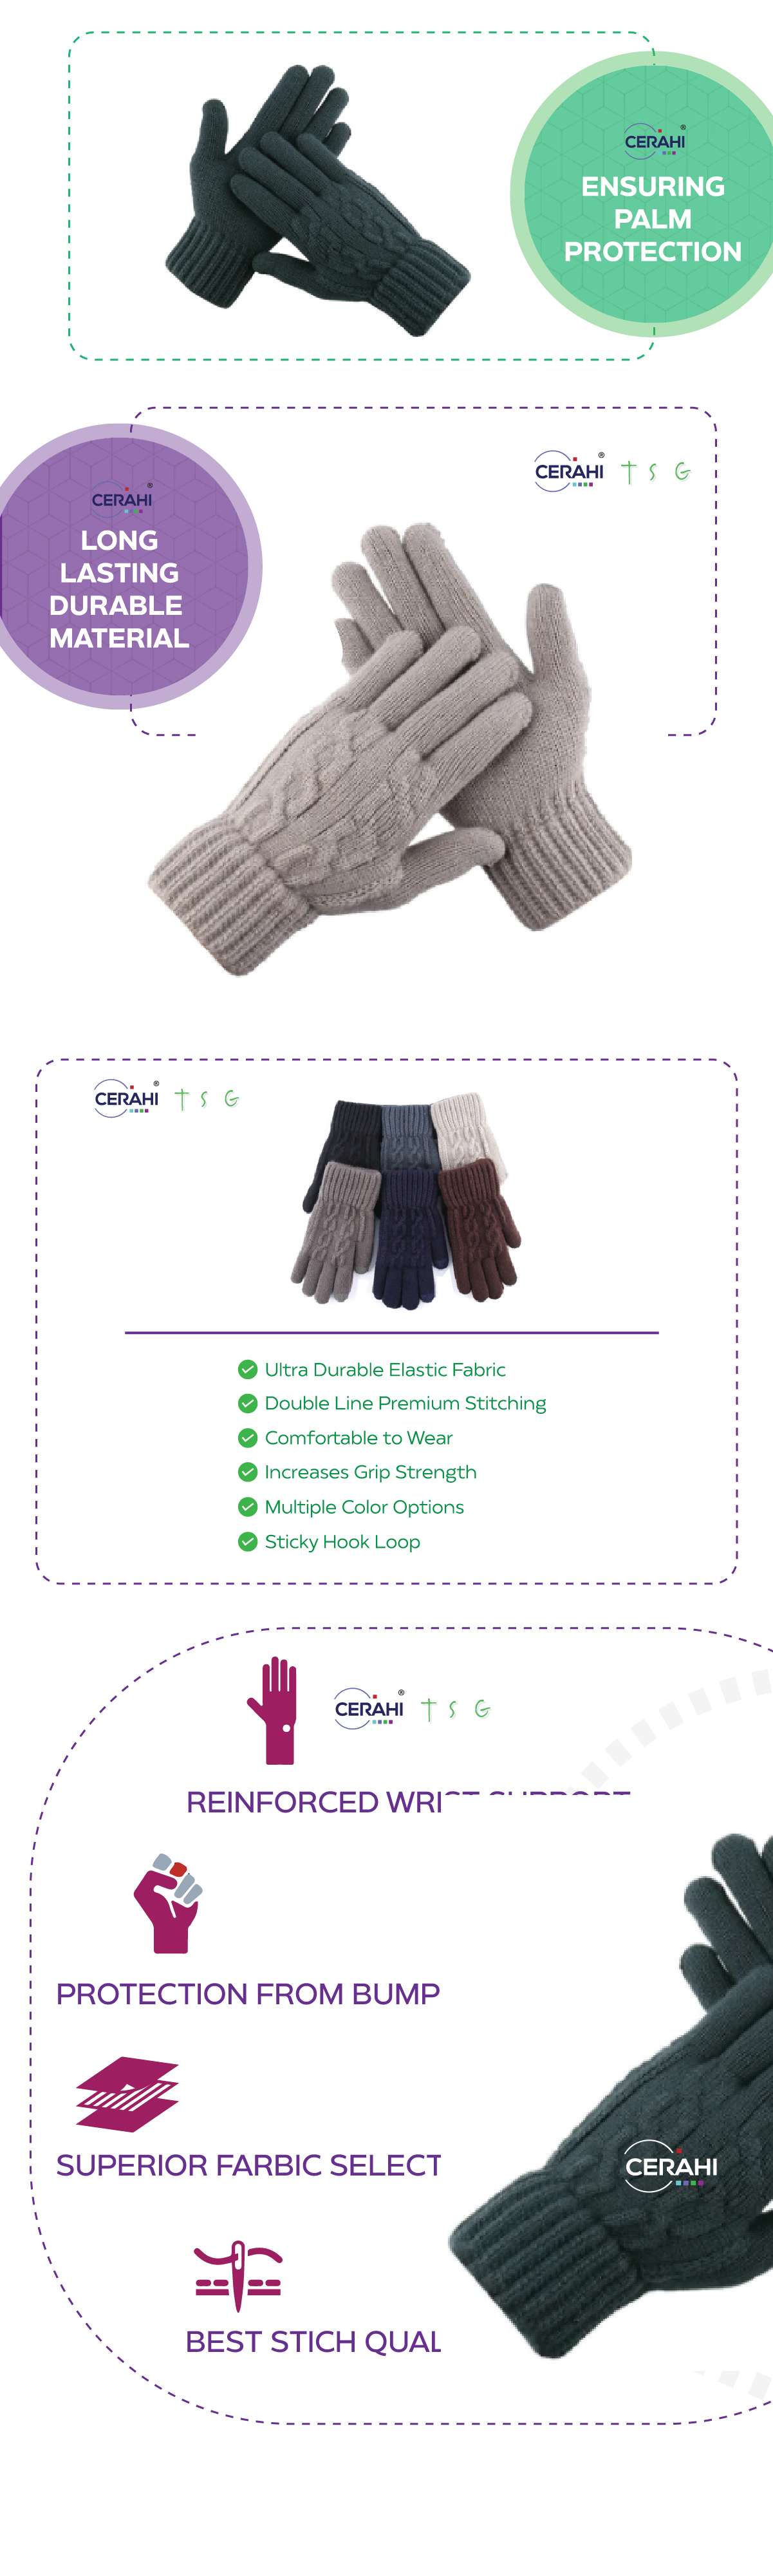 CERAHI®
ENSURING
PALM
PROTECTION
CERAHI® T S G
CERAHI®
LONG
LASTING
DURABLE
MATERIAL
CERAHI® T S G
Ultra Durable Elastic Fabric
Double Line Premium Stitching
Comfortable to Wear
Increases Grip Strength
Multiple Color Options
Sticky Hook Loop
CERAHI® T S G
REINFORCED WRIST SUPPORT
PROTECTION FROM BUMP
SUPERIOR FARBIC SELECT
CERAHI
BEST STICH QUAL